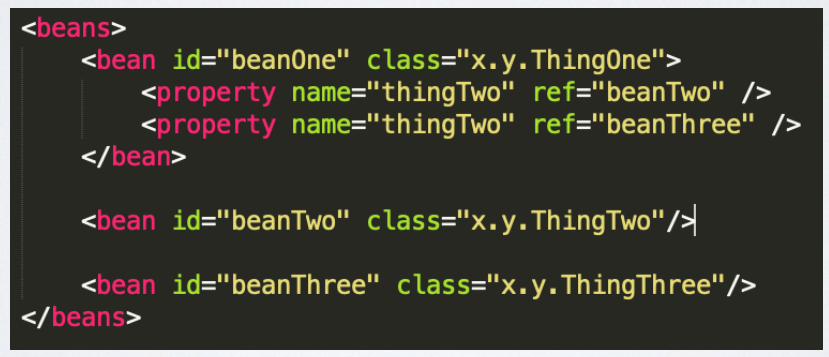 <beans>
<bean id="beanOne" class="x.y.ThingOne">
<property name="thingTwo" ref="beanTwo" />
<property name="thingTwo" ref="beanThree" />
</bean>
<bean id="beanTwo" class="x.y.ThingTwo"/>
<bean id="beanThree" class="x.y.ThingThree"/>
</beans>